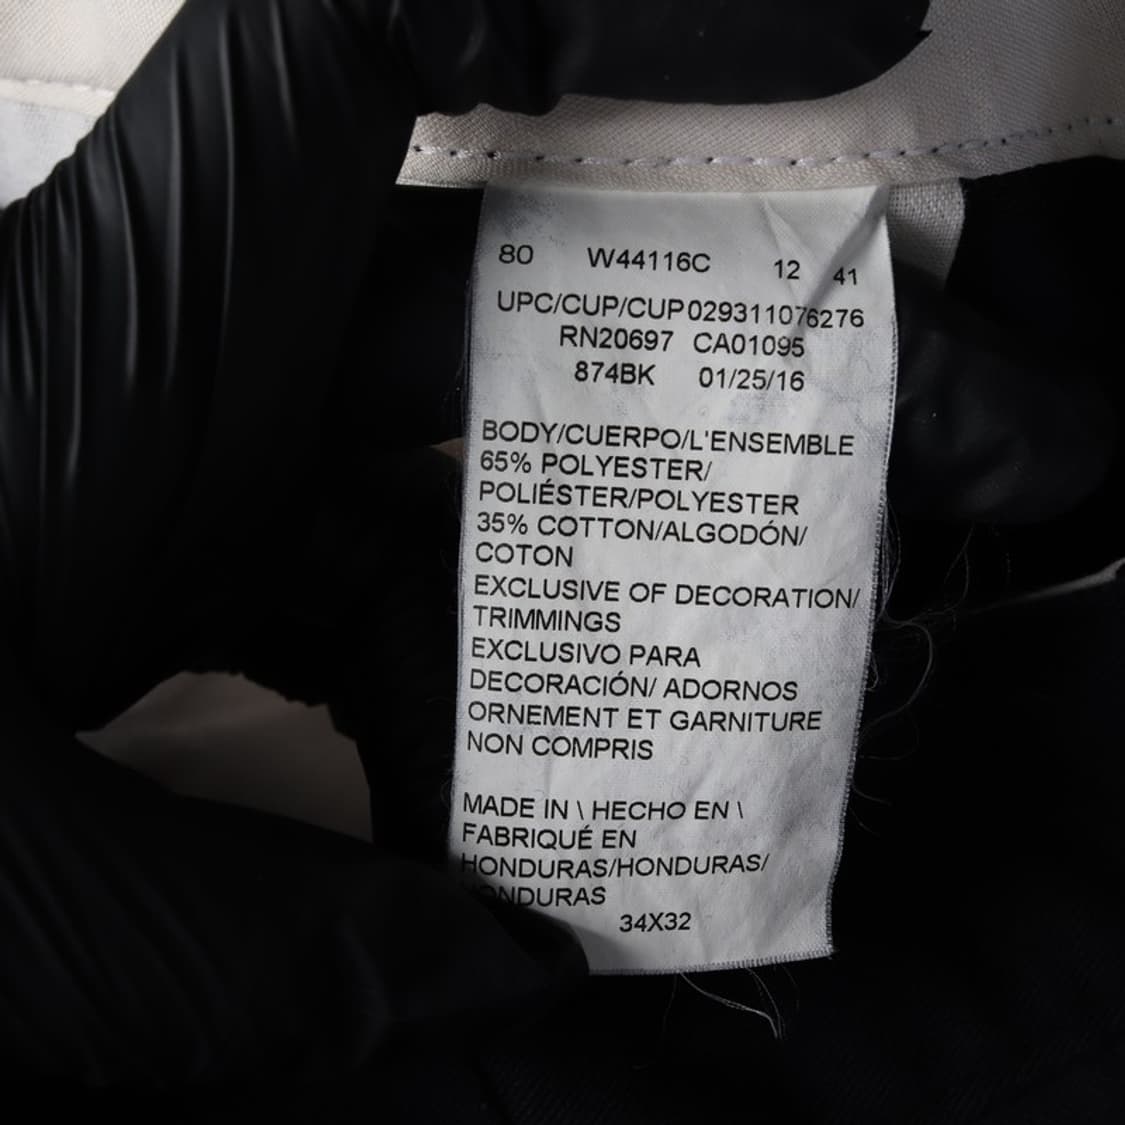 80 W44116C 12 41
UPC/CUP/CUP 029311076276
RN20697 CA01095
874BK 01/25/16
BODY/CUERPO/L'ENSEMBLE
65% POLYESTER/
POLIÉSTER/POLYESTER
35% COTTON/ALGODÓN/
COTON
EXCLUSIVE OF DECORATION/
TRIMMINGS
EXCLUSIVO PARA
DECORACIÓN/ ADORNOS
ORNEMENT ET GARNITURE
NON COMPRIS
MADE IN \ HECHO EN \
FABRIQUÉ EN
HONDURAS/HONDURAS/
HONDURAS
34X32